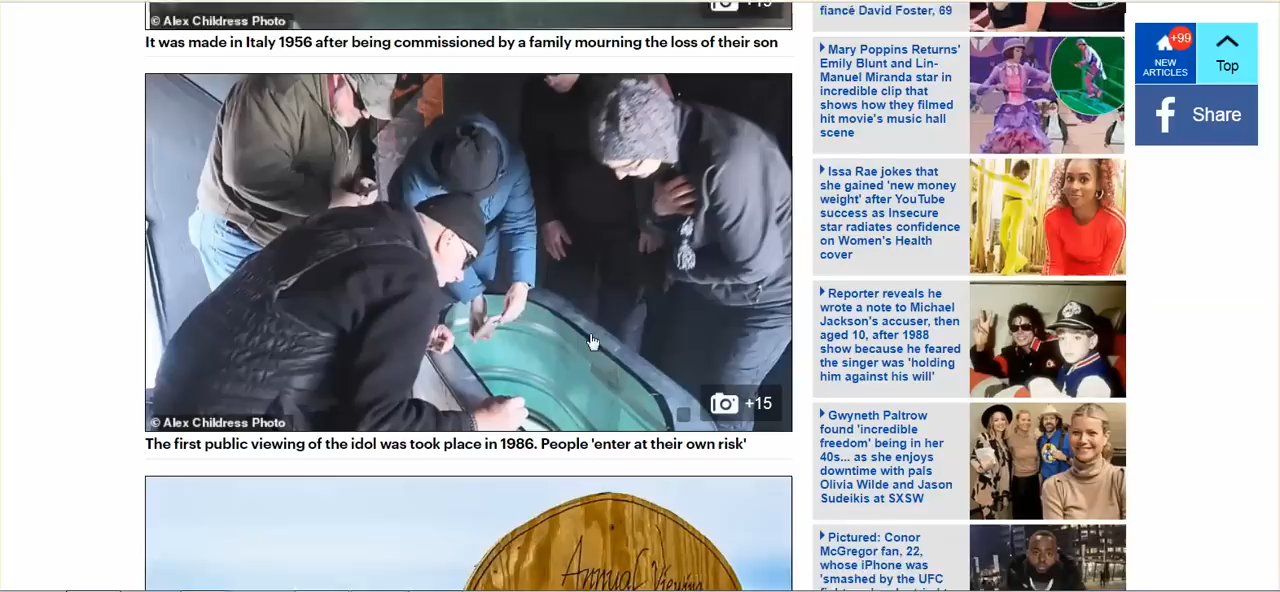 +15
© Alex Childress Photo
It was made in Italy 1956 after being commissioned by a family mourning the loss of their son
+15
© Alex Childress Photo
The first public viewing of the idol was took place in 1986. People 'enter at their own risk'
Annual Viewing
fiancé David Foster, 69
Mary Poppins Returns'
Emily Blunt and Lin-
Manuel Miranda star in
incredible clip that
shows how they filmed
hit movie's music hall
scene
Issa Rae jokes that
she gained 'new money
weight' after YouTube
success as Insecure
star radiates confidence
on Women's Health
cover
Reporter reveals he
wrote a note to Michael
Jackson's accuser, then
aged 10, after 1988
show because he feared
the singer was 'holding
him against his will'
Gwyneth Paltrow
found 'incredible
freedom' being in her
40s... as she enjoys
downtime with pals
Olivia Wilde and Jason
Sudeikis at SXSW
Pictured: Conor
McGregor fan, 22,
whose iPhone was
'smashed by the UFC
+99
NEW
ARTICLES
Top
Share